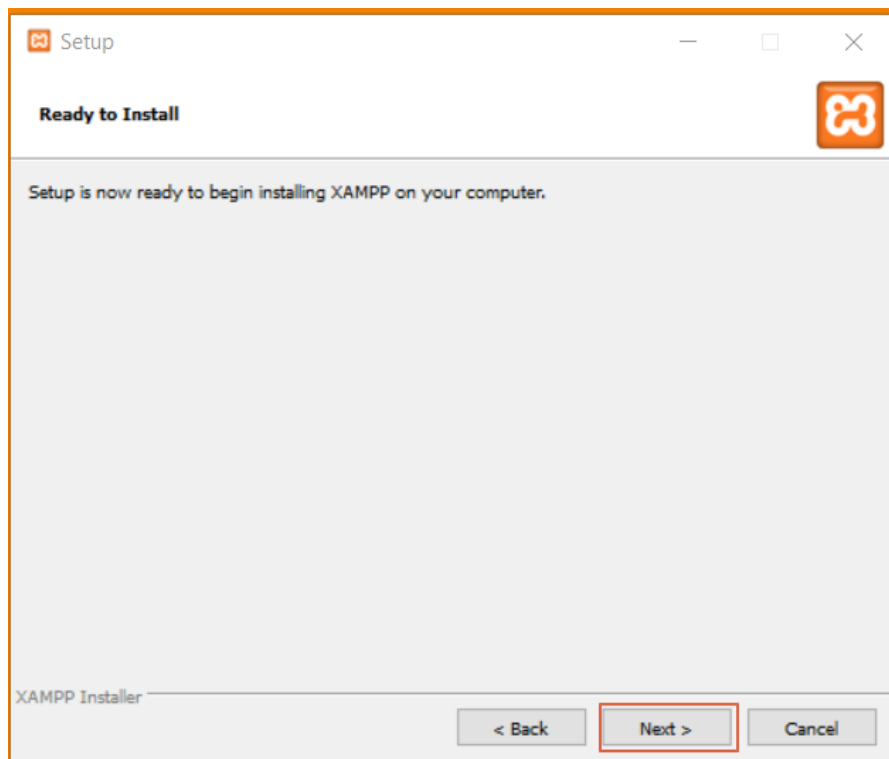 Setup
Ready to Install
Setup is now ready to begin installing XAMPP on your computer.
XAMPP Installer
< Back
Next >
Cancel